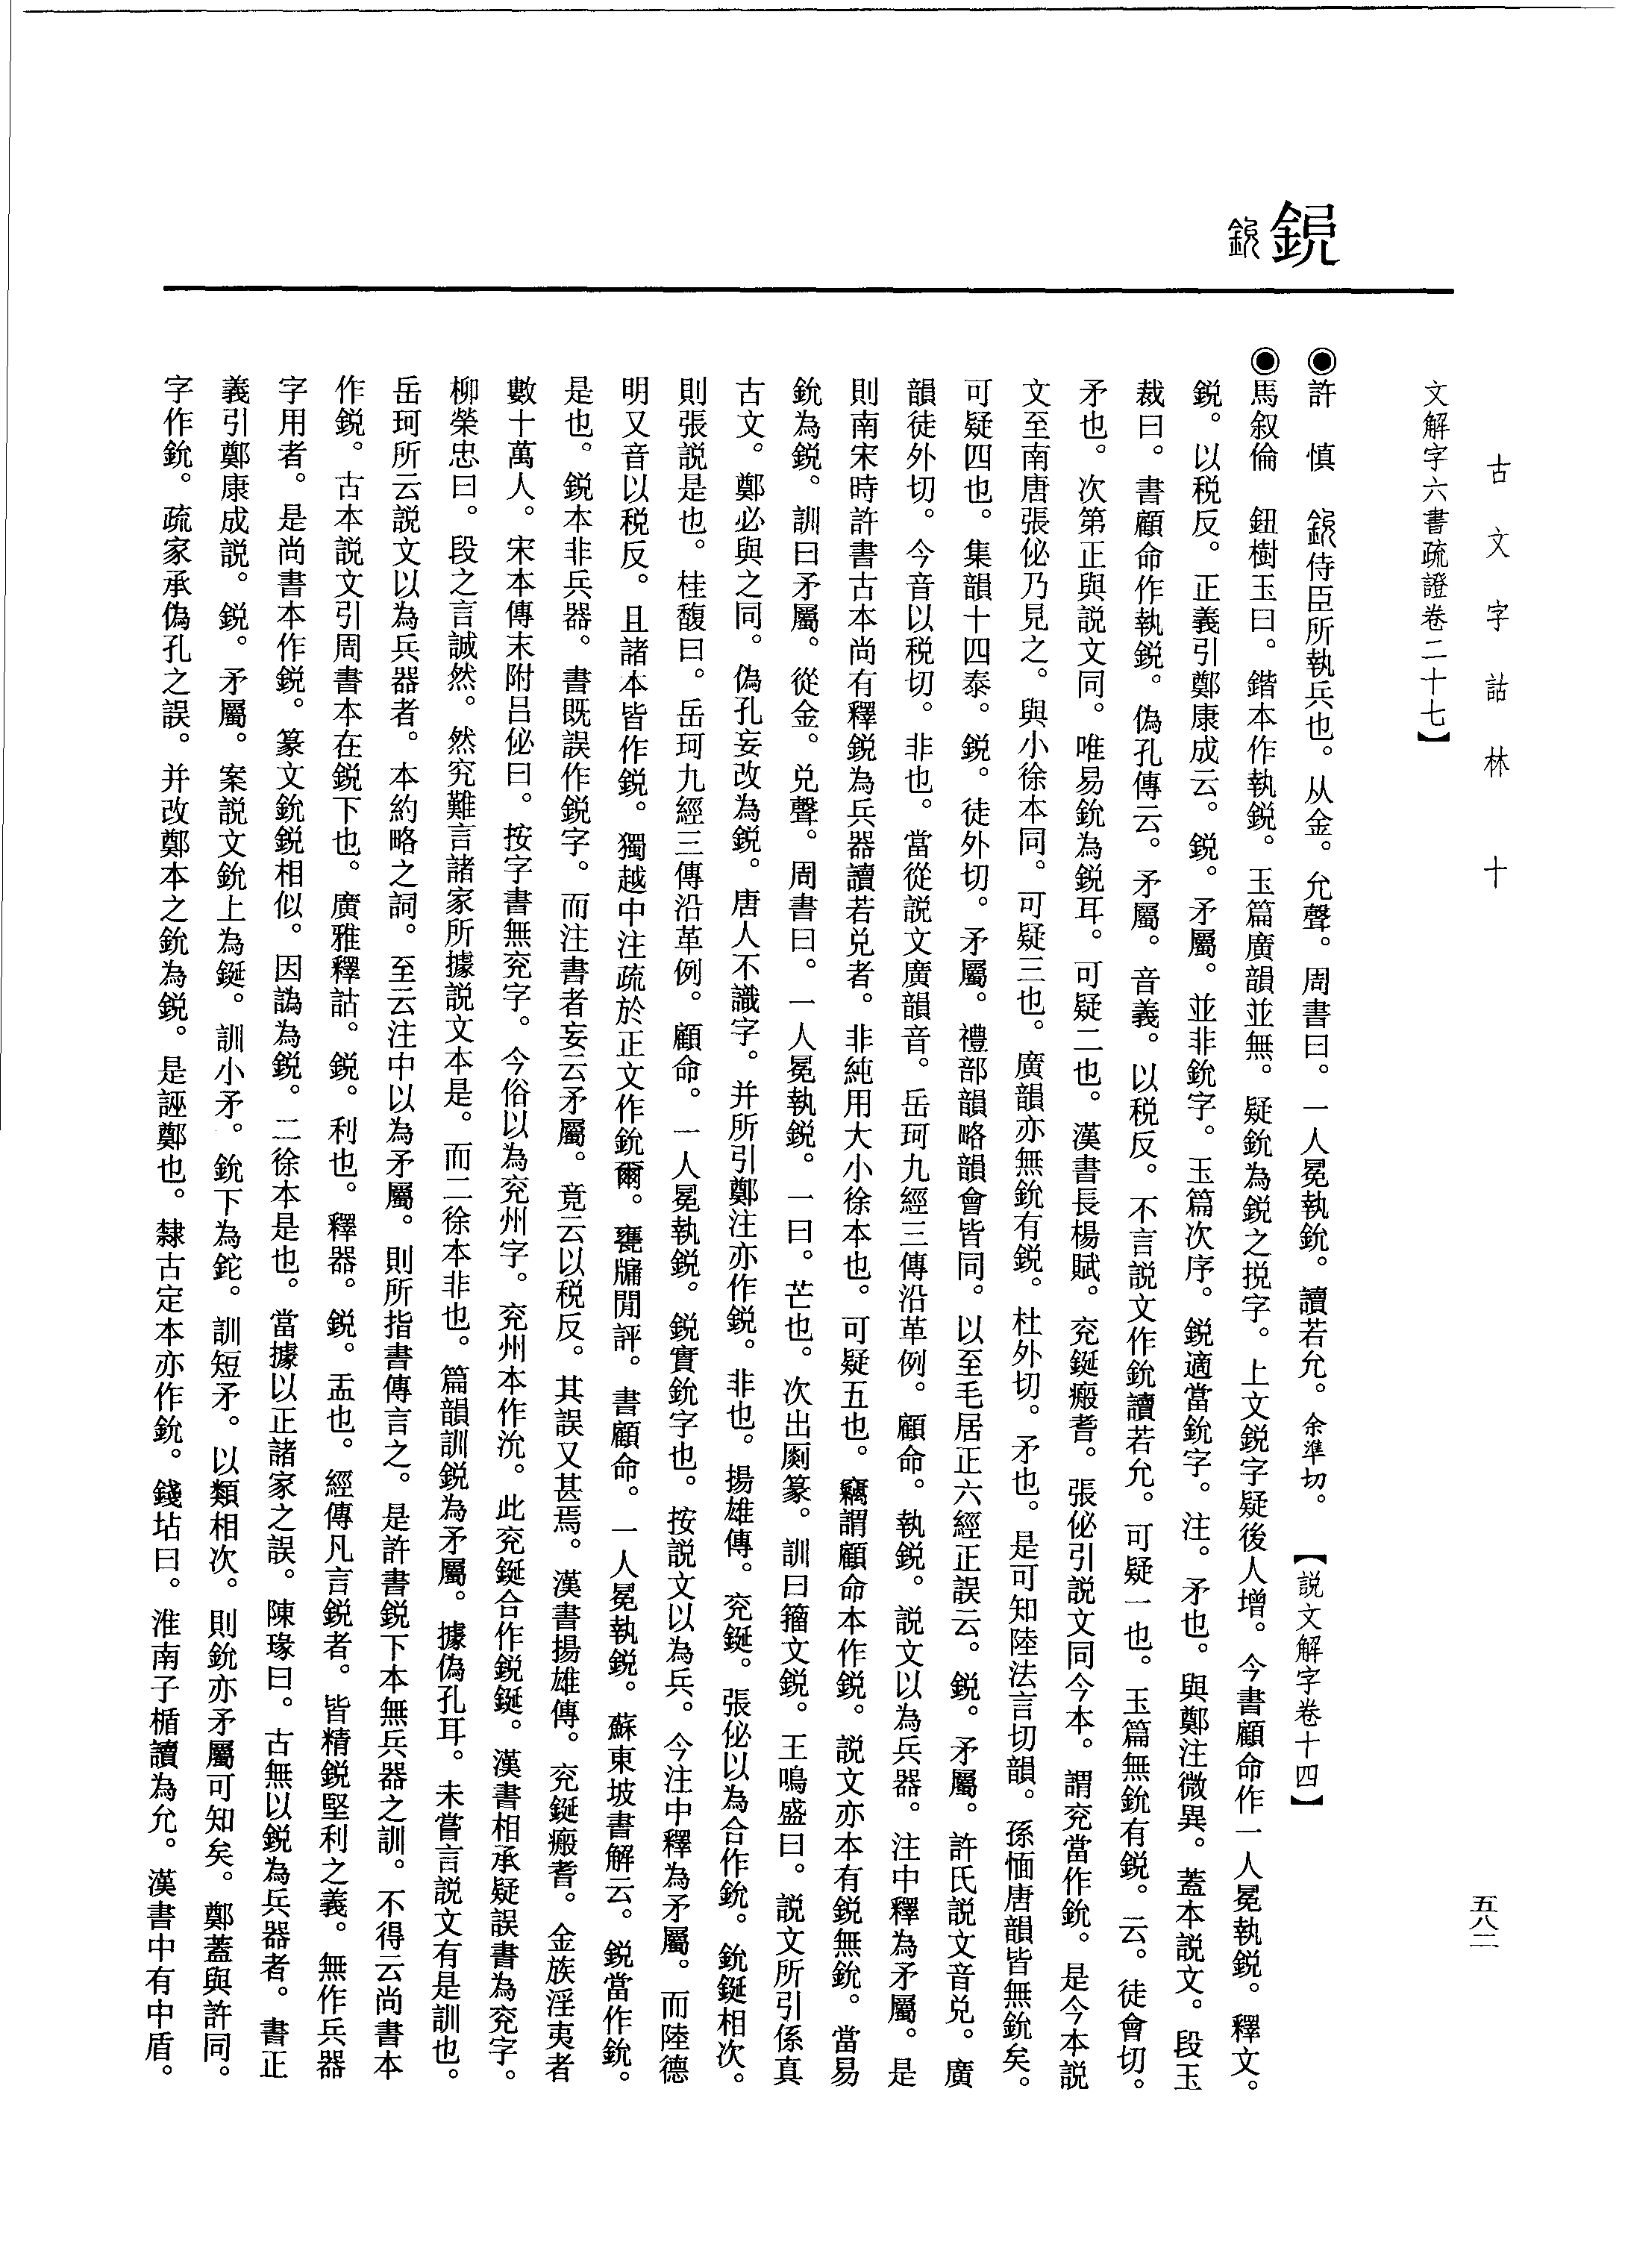 古文字詁林 十
五八二
文解字六書疏證卷二十七】
鋭
◉許 慎 鈗侍臣所執兵也。从金。允聲。周書曰。一人冕執鈗。讀若允。余準切。 【説文解字卷十四】
◉馬叙倫 鈕樹玉曰。鍇本作執鋭。玉篇廣韻並無。疑鈗為鋭之挩字。上文鋭字疑後人增。今書顧命作一人冕執鋭。釋文。
鋭。以税反。正義引鄭康成云。鋭。矛屬。並非鈗字。玉篇次序。鋭適當鈗字。注。矛也。與鄭注微異。蓋本説文。段玉
裁曰。書顧命作執鋭。偽孔傳云。矛屬。音義。以税反。不言説文作鈗讀若允。可疑一也。玉篇無鈗有鋭。云。徒會切。
矛也。次第正與説文同。唯易鈗為鋭耳。可疑二也。漢書長楊賦。兖鋋瘢耆。張佖引説文同今本。謂兖當作鈗。是今本説
文至南唐張佖乃見之。與小徐本同。可疑三也。廣韻亦無鈗有鋭。杜外切。矛也。是可知陸法言切韻。孫愐唐韻皆無鈗矣。
可疑四也。集韻十四泰。鋭。徒外切。矛屬。禮部韻略韻會皆同。以至毛居正六經正誤云。鋭。矛屬。許氏説文音兑。廣
韻徒外切。今音以税切。非也。當從説文廣韻音。岳珂九經三傳沿革例。顧命。執鋭。説文以為兵器。注中釋為矛屬。是
則南宋時許書古本尚有釋鋭為兵器讀若兑者。非純用大小徐本也。可疑五也。竊謂顧命本作鋭。説文亦本有鋭無鈗。當易
鈗為鋭。訓曰矛屬。從金。兑聲。周書曰。一人冕執鋭。一曰。芒也。次出厠篆。訓曰籀文鋭。王鳴盛曰。説文所引係真
古文。鄭必與之同。偽孔妄改為鋭。唐人不識字。并所引鄭注亦作鋭。非也。揚雄傳。兖鋋。張佖以為合作鈗。鈗鋋相次。
則張説是也。桂馥曰。岳珂九經三傳沿革例。顧命。一人冕執鋭。鋭實鈗字也。按説文以為兵。今注中釋為矛屬。而陸德
明又音以税反。且諸本皆作鋭。獨越中注疏於正文作鈗爾。甕牖閒評。書顧命。一人冕執鋭。蘇東坡書解云。鋭當作鈗。
是也。鋭本非兵器。書既誤作鋭字。而注書者妄云矛屬。竟云以税反。其誤又甚焉。漢書揚雄傳。兖鋋瘢耆。金族淫夷者
數十萬人。宋本傳末附吕佖曰。按字書無兖字。今俗以為兖州字。兖州本作沇。此兖鋋合作鋭鋋。漢書相承疑誤書為兖字。
柳榮忠曰。段之言誠然。然究難言諸家所據説文本是。而二徐本非也。篇韻訓鋭為矛屬。據偽孔耳。未嘗言説文有是訓也。
岳珂所云説文以為兵器者。本約略之詞。至云注中以為矛屬。則所指書傳言之。是許書鋭下本無兵器之訓。不得云尚書本
作鋭。古本説文引周書本在鋭下也。廣雅釋詁。鋭。利也。釋器。鋭。盂也。經傳凡言鋭者。皆精鋭堅利之義。無作兵器
字用者。是尚書本作鋭。篆文鈗鋭相似。因譌為鋭。二徐本是也。當據以正諸家之誤。陳瑑曰。古無以鋭為兵器者。書正
義引鄭康成説。鋭。矛屬。案説文鈗上為鋋。訓小矛。鈗下為鉈。訓短矛。以類相次。則鈗亦矛屬可知矣。鄭蓋與許同。
字作鈗。疏家承偽孔之誤。并改鄭本之鈗為鋭。是誣鄭也。隸古定本亦作鈗。錢坫曰。淮南子楯讀為允。漢書中有中盾。